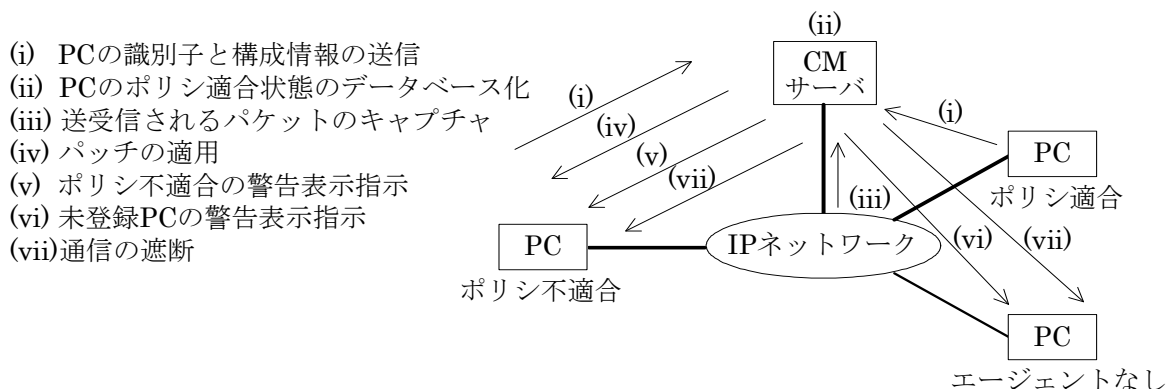 (i) PCの識別子と構成情報の送信
(ii) PCのポリシ適合状態のデータベース化
(iii) 送受信されるパケットのキャプチャ
(iv) パッチの適用
(v) ポリシ不適合の警告表示指示
(vi) 未登録PCの警告表示指示
(vii)通信の遮断
(ii)
CM
サーバ
(i)
(iv)
(v)
(vii)
(i)
PC
ポリシ適合
(iii)
IPネットワーク
(vi)
(vii)
PC
ポリシ不適合
PC
エージェントなし